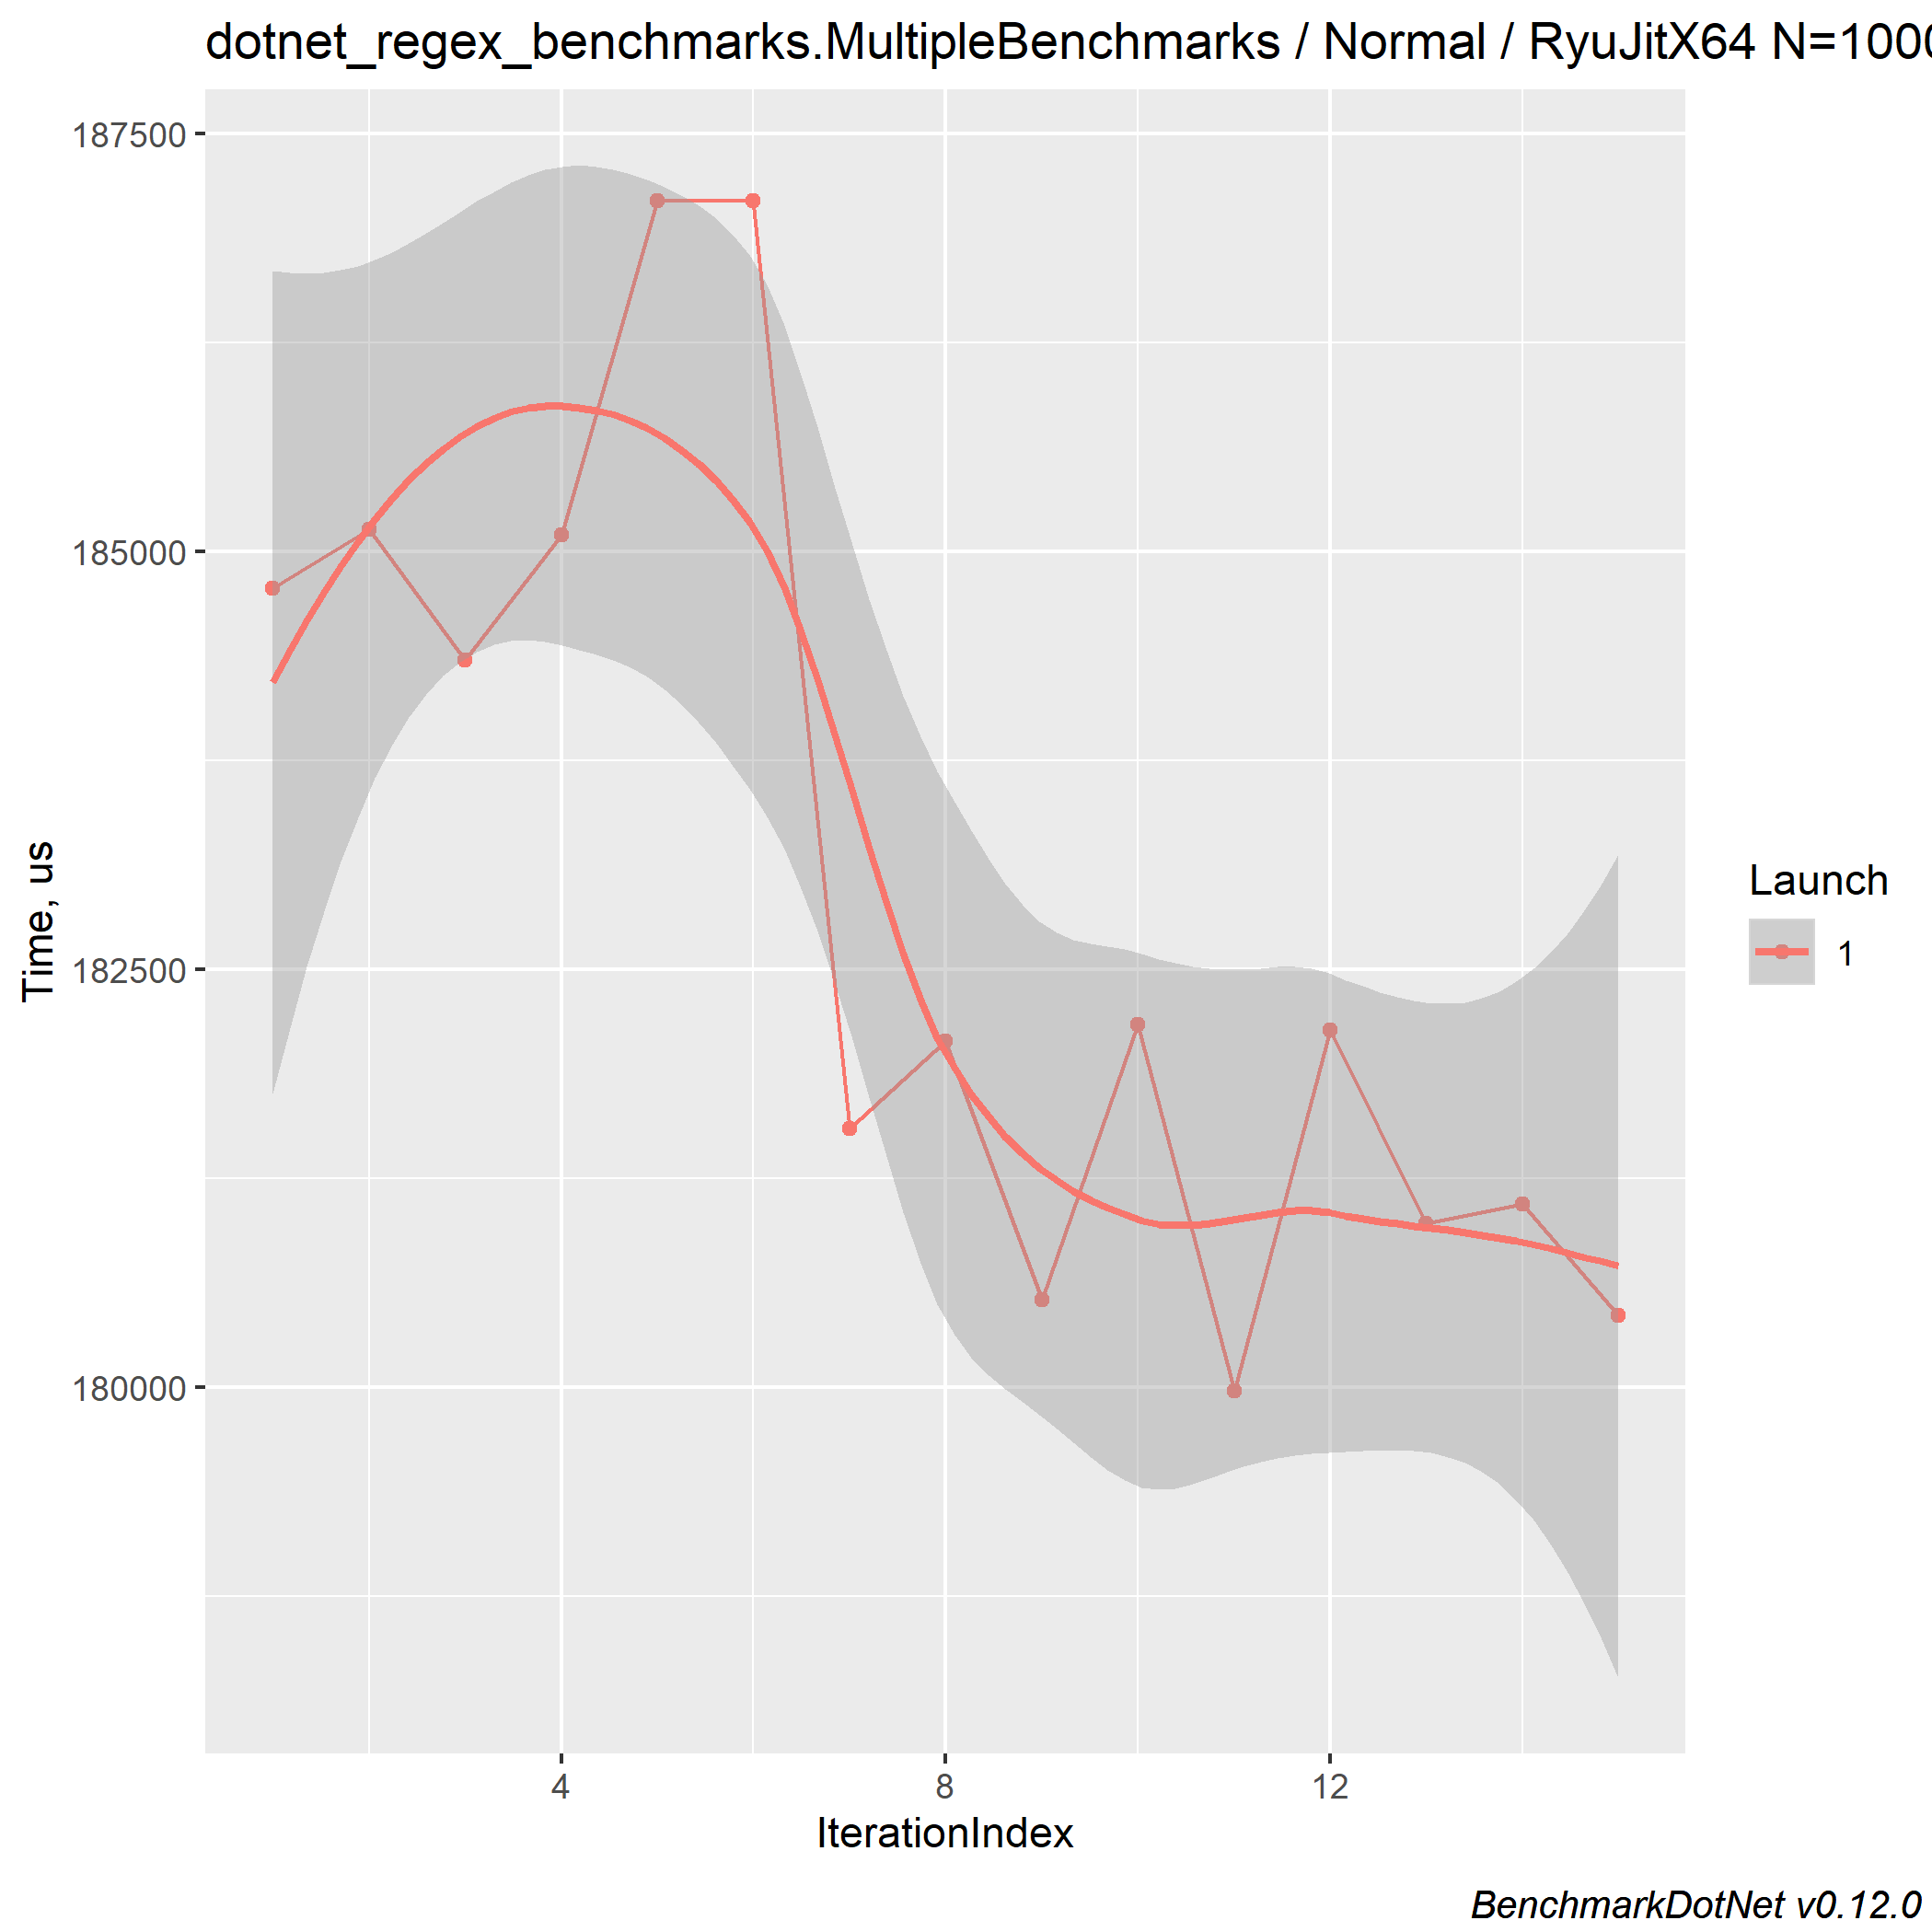 dotnet_regex_benchmarks.MultipleBenchmarks / Normal / RyuJitX64 N=1000
187500
185000
182500
180000
Time, us
4 8 12
IterationIndex
Launch
1
BenchmarkDotNet v0.12.0